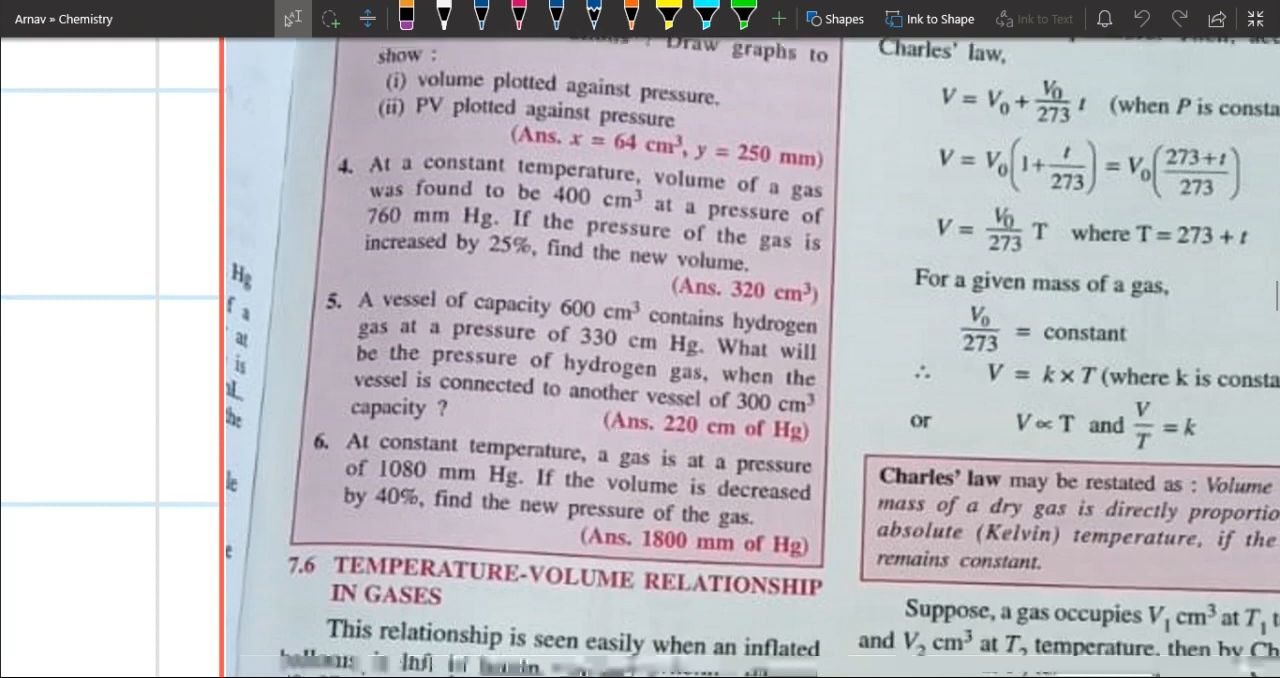 Arnav » Chemistry
Shapes
Ink to Shape
Ink to Text
Draw graphs to
show :
(i) volume plotted against pressure.
(ii) PV plotted against pressure
(Ans. x = 64 cm³, y = 250 mm)
4. At a constant temperature, volume of a gas
was found to be 400 cm³ at a pressure of
760 mm Hg. If the pressure of the gas is
increased by 25%, find the new volume.
(Ans. 320 cm³)
5. A vessel of capacity 600 cm³ contains hydrogen
gas at a pressure of 330 cm Hg. What will
be the pressure of hydrogen gas, when the
vessel is connected to another vessel of 300 cm³
capacity ?
(Ans. 220 cm of Hg)
6. At constant temperature, a gas is at a pressure
of 1080 mm Hg. If the volume is decreased
by 40%, find the new pressure of the gas.
(Ans. 1800 mm of Hg)
7.6 TEMPERATURE-VOLUME RELATIONSHIP
IN GASES
This relationship is seen easily when an inflated
Hg
f a
at
is
he
le
Charles' law,
V = V₀ + V₀/273 t (when P is consta
V = V₀(1 + t/273) = V₀(273+t/273)
V = V₀/273 T where T = 273 + t
For a given mass of a gas,
V₀/273 = constant
∴ V = k × T (where k is consta
or V ∝ T and V/T = k
Charles' law may be restated as : Volume
mass of a dry gas is directly proportio
absolute (Kelvin) temperature, if the
remains constant.
Suppose, a gas occupies V₁ cm³ at T₁ t
and V₂ cm³ at T₂ temperature, then by Ch